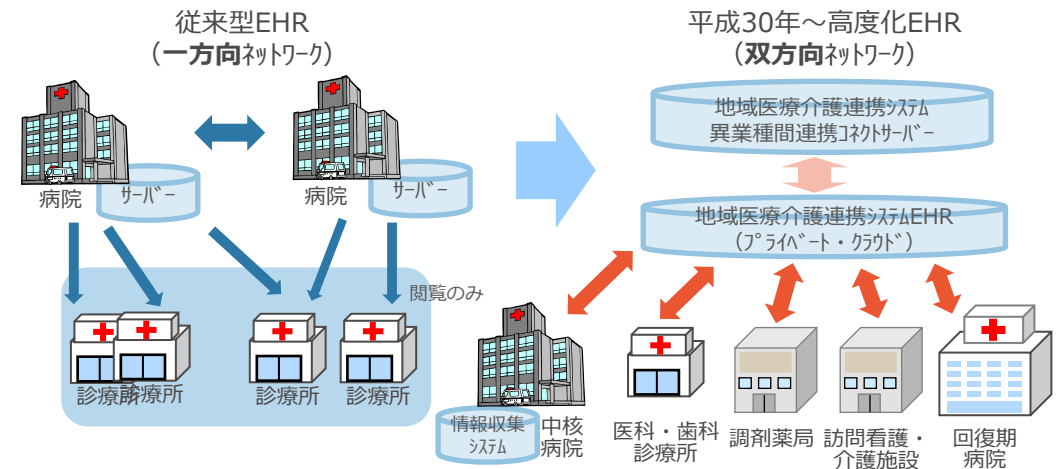 従来型EHR
（一方向ﾈｯﾄﾜｰｸ）
病院
ｻｰﾊﾞｰ
病院
ｻｰﾊﾞｰ
閲覧のみ
診療所
診療所
診療所
診療所
平成30年～高度化EHR
（双方向ﾈｯﾄﾜｰｸ）
地域医療介護連携ｼｽﾃﾑ
異業種間連携ｺﾈｸﾄサーバー
地域医療介護連携ｼｽﾃﾑEHR
（ﾌﾟﾗｲﾍﾞｰﾄ・ｸﾗｳﾄﾞ）
情報収集
ｼｽﾃﾑ
中核
病院
医科・歯科
診療所
調剤薬局
訪問看護・
介護施設
回復期
病院